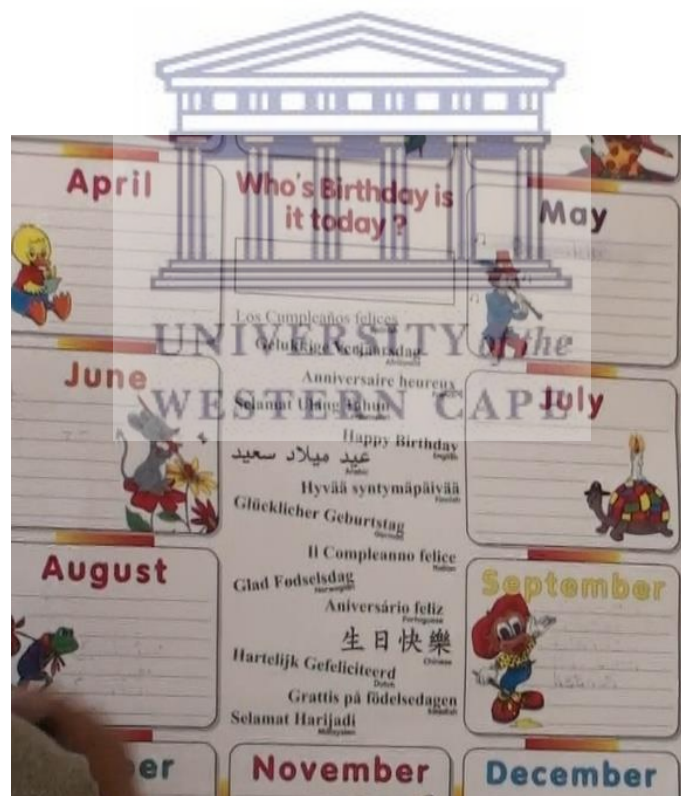 April
Who's Birthday is
it today ?
May
Los Cumpleaños felices
Gelukkige Verjaarsdag
Afrikaans
UNIVERSITY of the
WESTERN CAPE
June
Anniversaire heureux
Selamat Ulang Tahun
July
Happy Birthday
English
عيد ميلاد سعيد
Arabic
Hyvää syntymäpäivää
Finnish
Glücklicher Geburtstag
German
Il Compleanno felice
Italian
August
September
Glad Fødselsdag
Norwegian
Aniversário feliz
Portuguese
生日快樂
Chinese
Hartelijk Gefeliciteerd
Dutch
Grattis på födelsedagen
Swedish
Selamat Harijadi
Malaysian
er
November
December